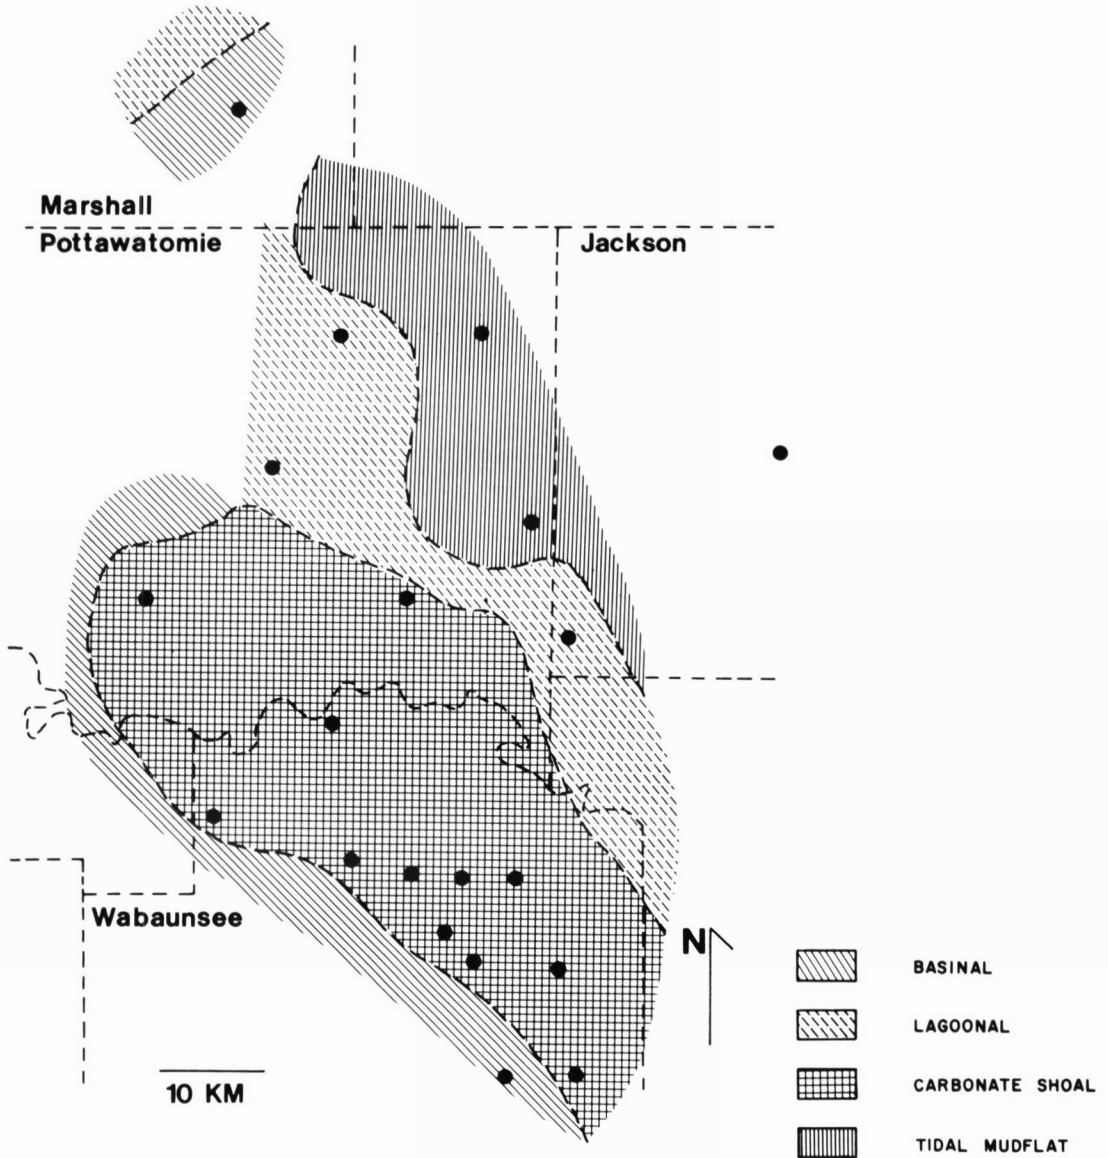 Marshall
Pottawatomie
Jackson
Wabaunsee
N
10 KM
BASINAL
LAGOONAL
CARBONATE SHOAL
TIDAL MUDFLAT